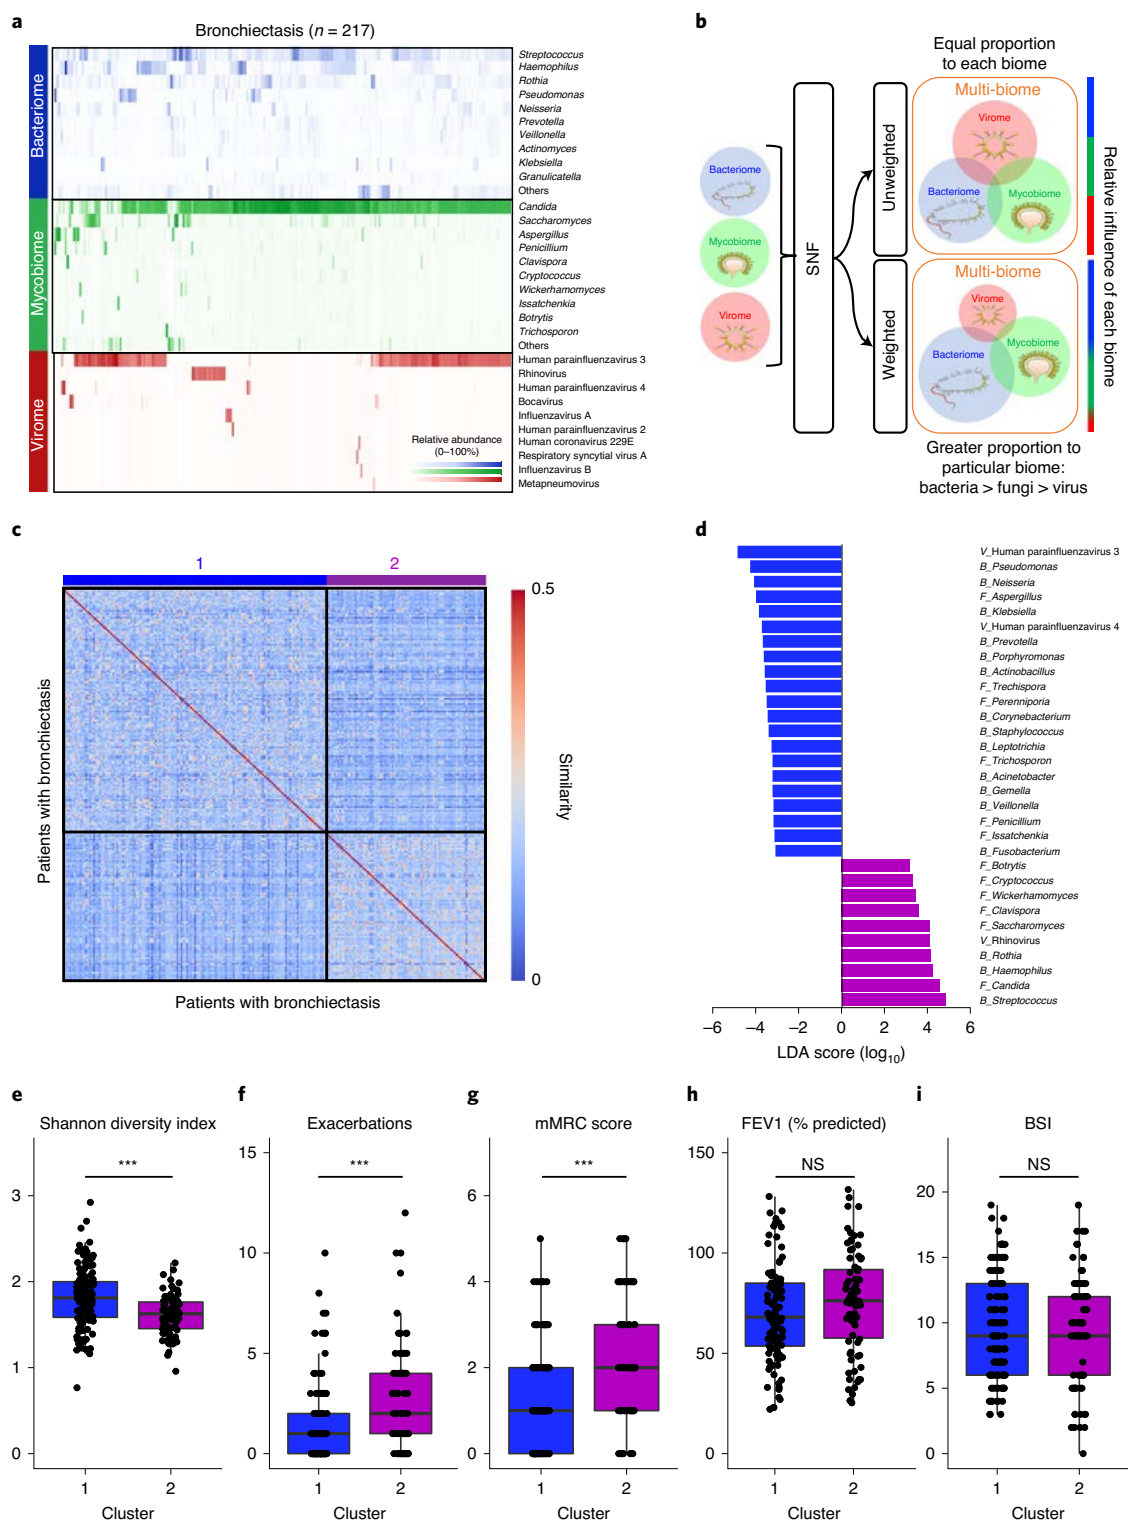 a
Bronchiectasis (n = 217)
Bacteriome
Streptococcus
Haemophilus
Rothia
Pseudomonas
Neisseria
Prevotella
Veillonella
Actinomyces
Klebsiella
Granulicatella
Others
Mycobiome
Candida
Saccharomyces
Aspergillus
Penicillium
Clavispora
Cryptococcus
Wickerhamomyces
Issatchenkia
Botrytis
Trichosporon
Others
Virome
Human parainfluenzavirus 3
Rhinovirus
Human parainfluenzavirus 4
Bocavirus
Influenzavirus A
Human parainfluenzavirus 2
Human coronavirus 229E
Respiratory syncytial virus A
Influenzavirus B
Metapneumovirus
Relative abundance
(0–100%)
b
Equal proportion
to each biome
Bacteriome
Mycobiome
Virome
SNF
Unweighted
Weighted
Multi-biome
Virome
Bacteriome
Mycobiome
Multi-biome
Virome
Bacteriome
Mycobiome
Relative influence of each biome
Greater proportion to
particular biome:
bacteria > fungi > virus
c
1
2
Patients with bronchiectasis
Patients with bronchiectasis
0.5
Similarity
0
d
V_Human parainfluenzavirus 3
B_Pseudomonas
B_Neisseria
F_Aspergillus
B_Klebsiella
V_Human parainfluenzavirus 4
B_Prevotella
B_Porphyromonas
B_Actinobacillus
F_Trechispora
F_Perenniporia
B_Corynebacterium
B_Staphylococcus
B_Leptotrichia
F_Trichosporon
B_Acinetobacter
B_Gemella
B_Veillonella
F_Penicillium
F_Issatchenkia
B_Fusobacterium
F_Botrytis
F_Cryptococcus
F_Wickerhamomyces
F_Clavispora
F_Saccharomyces
V_Rhinovirus
B_Rothia
B_Haemophilus
F_Candida
B_Streptococcus
−6 −4 −2 0 2 4 6
LDA score (log10)
e
Shannon diversity index
***
3
2
1
0
1 2
Cluster
f
Exacerbations
***
15
10
5
0
1 2
Cluster
g
mMRC score
***
6
4
2
0
1 2
Cluster
h
FEV1 (% predicted)
NS
150
100
50
0
1 2
Cluster
i
BSI
NS
20
15
10
5
0
1 2
Cluster